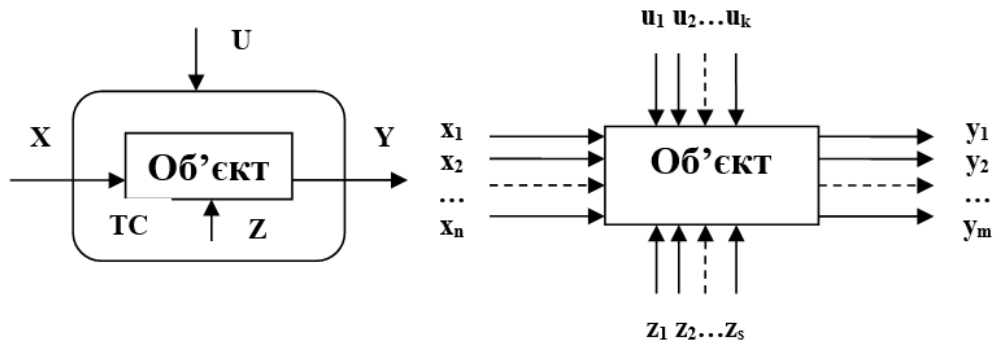 U
X
Y
Об’єкт
ТС
Z
u₁ u₂…uₖ
x₁
x₂
…
xₙ
Об’єкт
y₁
y₂
…
yₘ
z₁ z₂…zₛ